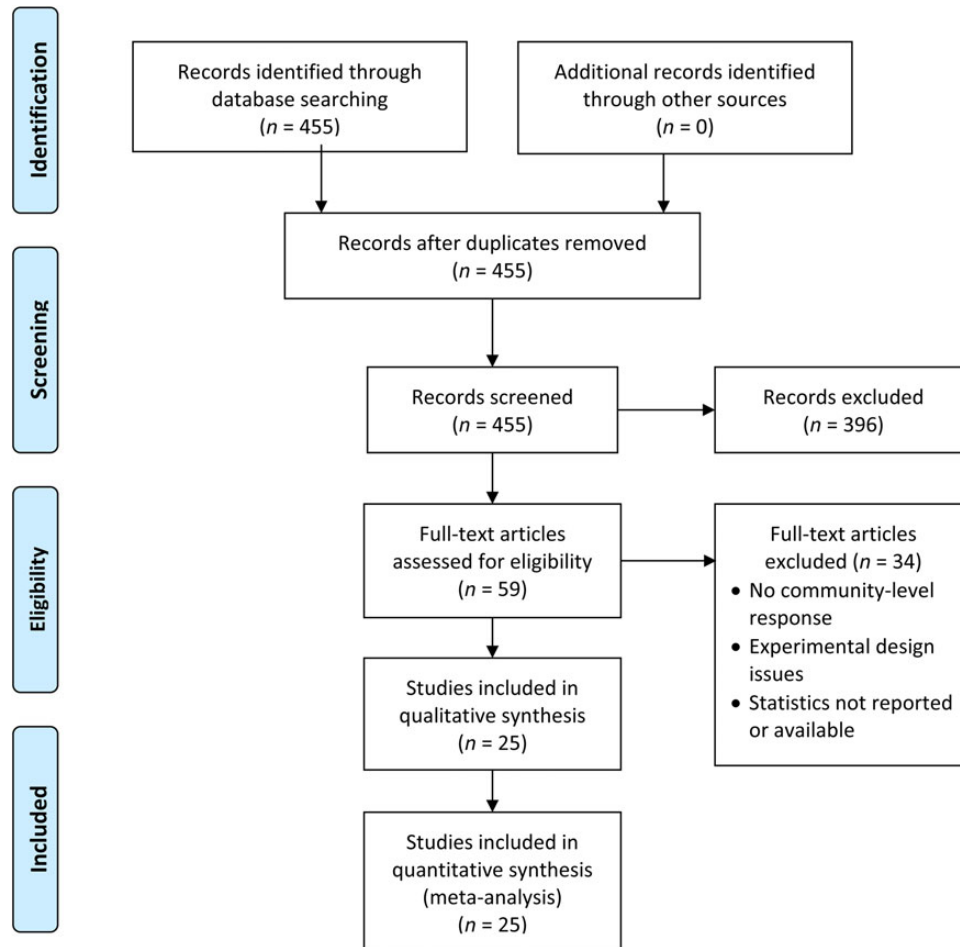 Identification
Records identified through
database searching
(n = 455)
Additional records identified
through other sources
(n = 0)
Records after duplicates removed
(n = 455)
Screening
Records screened
(n = 455)
Records excluded
(n = 396)
Eligibility
Full-text articles
assessed for eligibility
(n = 59)
Full-text articles
excluded (n = 34)
• No community-level
response
• Experimental design
issues
• Statistics not reported
or available
Studies included in
qualitative synthesis
(n = 25)
Included
Studies included in
quantitative synthesis
(meta-analysis)
(n = 25)